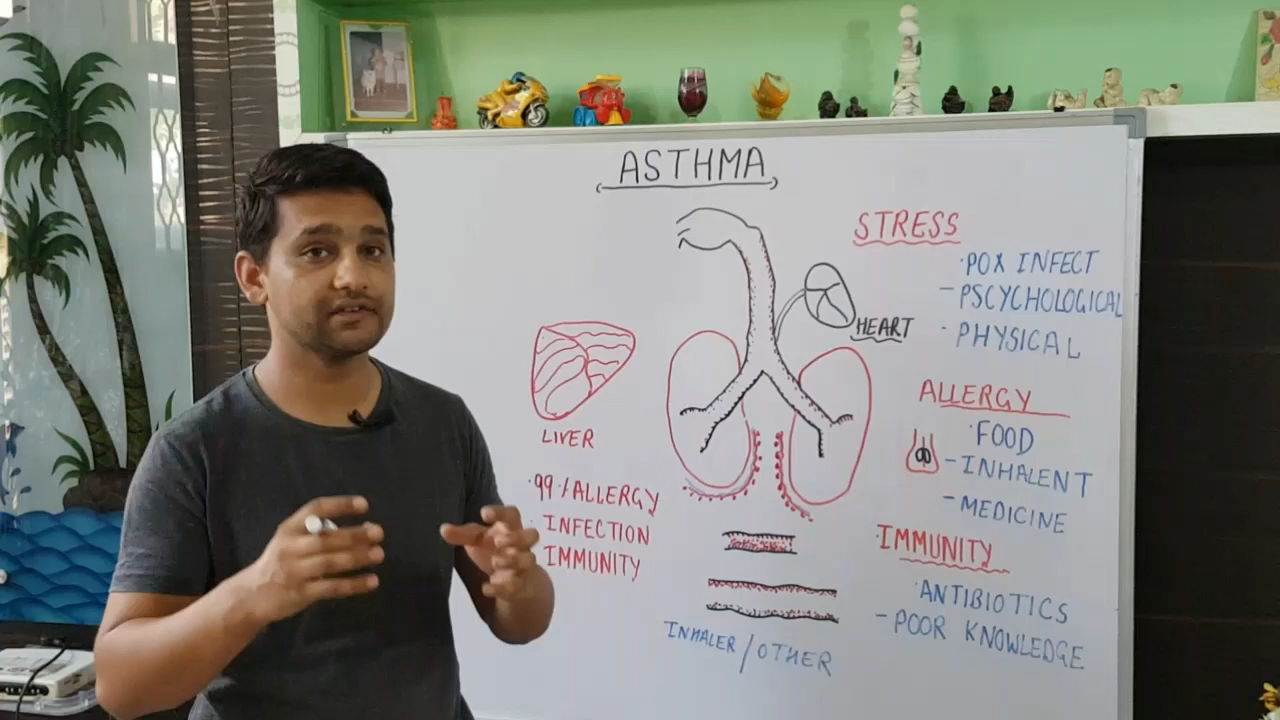 ASTHMA
STRESS
· POX INFECT
- PSCYCHOLOGICAL
· PHYSICAL
HEART
LIVER
ALLERGY
· FOOD
- INHALENT
- MEDICINE
· 99 % ALLERGY
· INFECTION
· IMMUNITY
· IMMUNITY
· ANTIBIOTICS
- POOR KNOWLEDGE
INHALER / OTHER